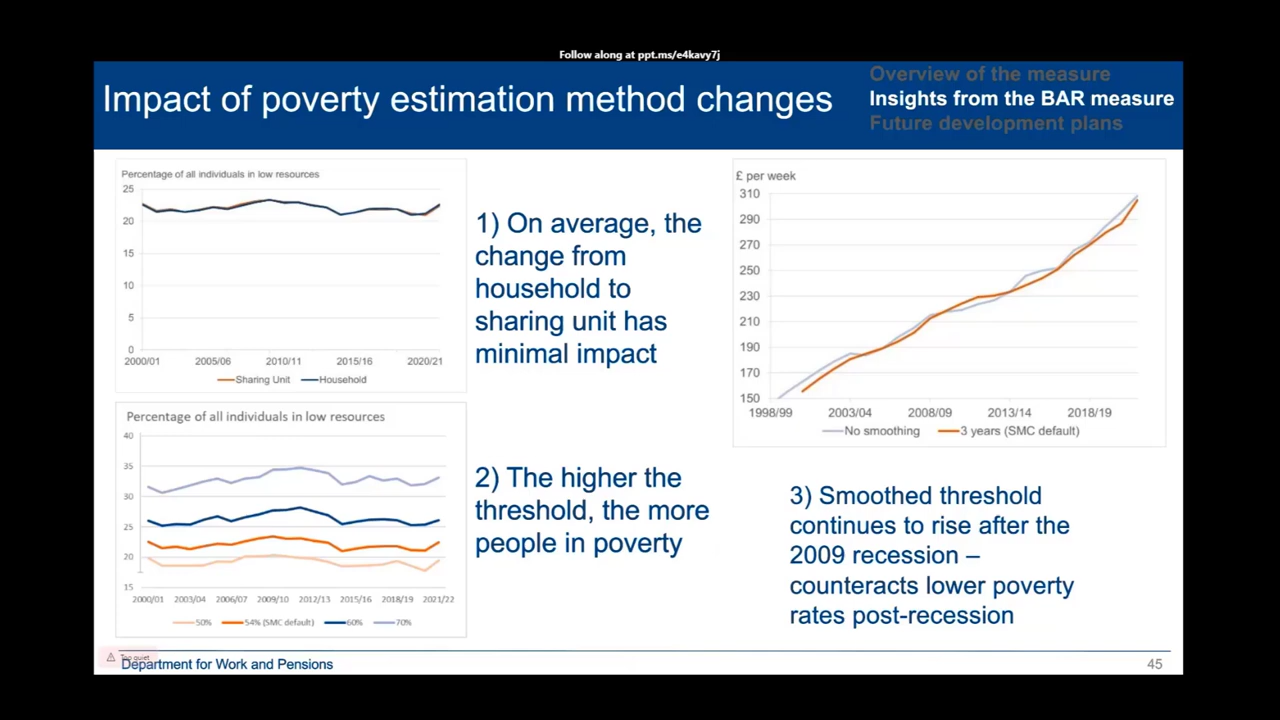 Follow along at ppt.ms/e4kavy7j
Impact of poverty estimation method changes
Overview of the measure
Insights from the BAR measure
Future development plans
Percentage of all individuals in low resources
25
20
15
10
5
0
2000/01 2005/06 2010/11 2015/16 2020/21
Sharing Unit Household
1) On average, the
change from
household to
sharing unit has
minimal impact
£ per week
310
290
270
250
230
210
190
170
150
1998/99 2003/04 2008/09 2013/14 2018/19
No smoothing 3 years (SMC default)
Percentage of all individuals in low resources
40
35
30
25
20
15
2000/01 2003/04 2006/07 2009/10 2012/13 2015/16 2018/19 2021/22
50% 54% (SMC default) 60% 70%
2) The higher the
threshold, the more
people in poverty
3) Smoothed threshold
continues to rise after the
2009 recession –
counteracts lower poverty
rates post-recession
Too quiet
Department for Work and Pensions
45